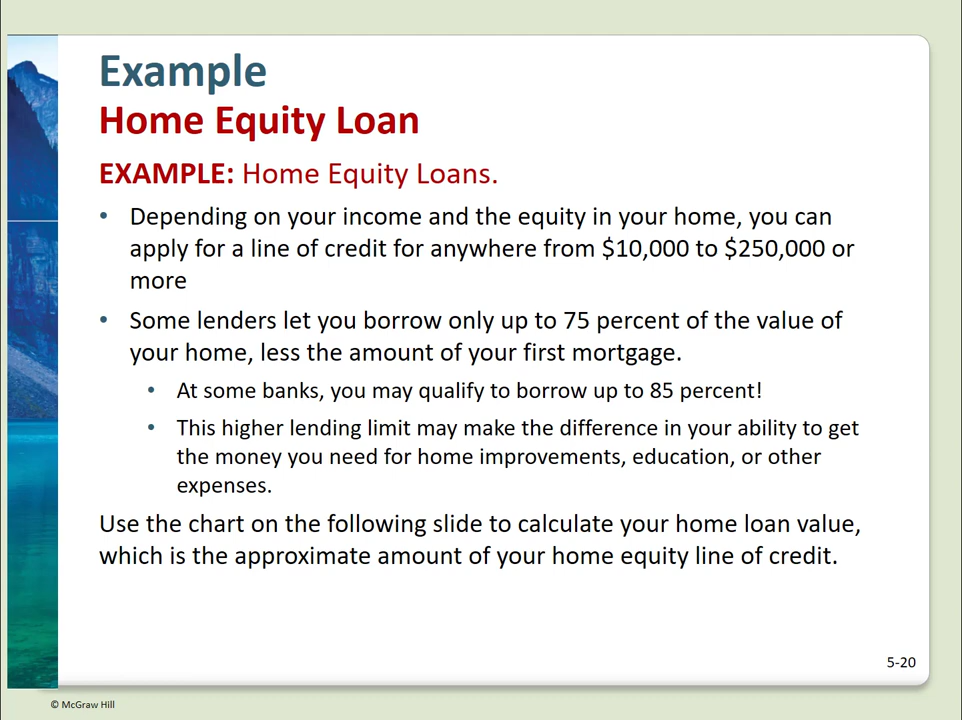 Example
Home Equity Loan
EXAMPLE: Home Equity Loans.
• Depending on your income and the equity in your home, you can
apply for a line of credit for anywhere from $10,000 to $250,000 or
more
• Some lenders let you borrow only up to 75 percent of the value of
your home, less the amount of your first mortgage.
• At some banks, you may qualify to borrow up to 85 percent!
• This higher lending limit may make the difference in your ability to get
the money you need for home improvements, education, or other
expenses.
Use the chart on the following slide to calculate your home loan value,
which is the approximate amount of your home equity line of credit.
5-20
© McGraw Hill